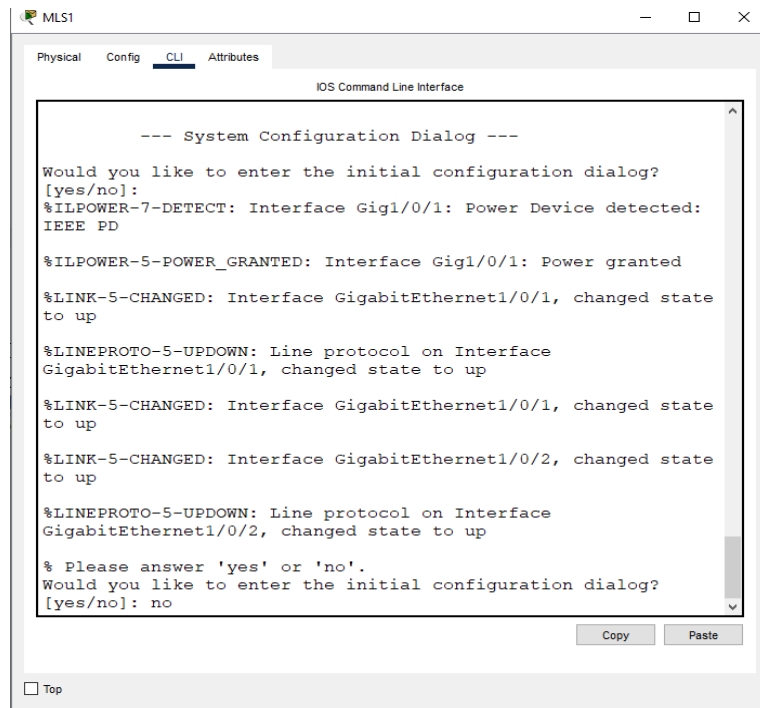 MLS1
Physical Config CLI Attributes
IOS Command Line Interface
--- System Configuration Dialog ---
Would you like to enter the initial configuration dialog?
[yes/no]:
%ILPOWER-7-DETECT: Interface Gig1/0/1: Power Device detected:
IEEE PD
%ILPOWER-5-POWER_GRANTED: Interface Gig1/0/1: Power granted
%LINK-5-CHANGED: Interface GigabitEthernet1/0/1, changed state
to up
%LINEPROTO-5-UPDOWN: Line protocol on Interface
GigabitEthernet1/0/1, changed state to up
%LINK-5-CHANGED: Interface GigabitEthernet1/0/1, changed state
to up
%LINK-5-CHANGED: Interface GigabitEthernet1/0/2, changed state
to up
%LINEPROTO-5-UPDOWN: Line protocol on Interface
GigabitEthernet1/0/2, changed state to up
% Please answer 'yes' or 'no'.
Would you like to enter the initial configuration dialog?
[yes/no]: no
Copy Paste
Top